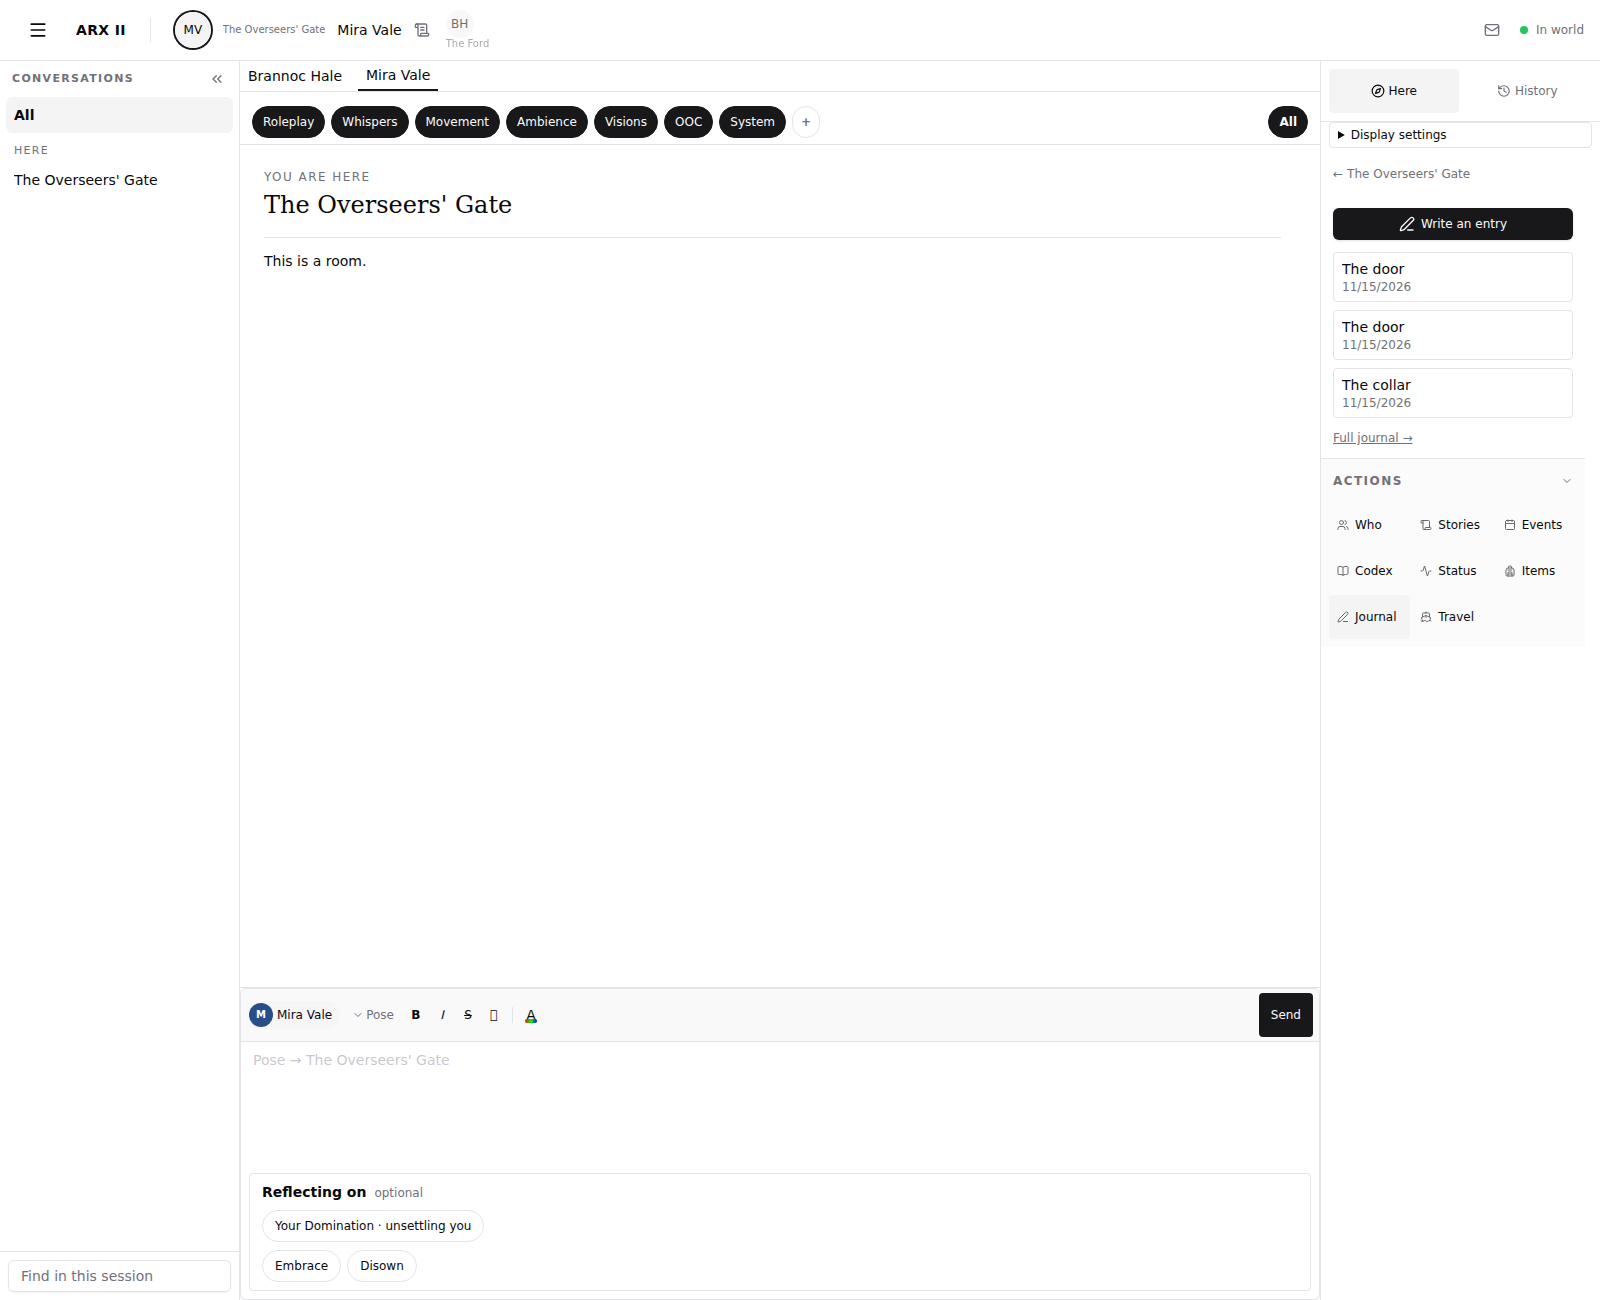 ARX II
MV
The Overseers' Gate
Mira Vale
BH
The Ford
In world
CONVERSATIONS
All
HERE
The Overseers' Gate
Find in this session
Brannoc Hale
Mira Vale
Roleplay
Whispers
Movement
Ambience
Visions
OOC
System
+
All
YOU ARE HERE
The Overseers' Gate
This is a room.
M
Mira Vale
Pose
B
I
S
A
Send
Pose → The Overseers' Gate
Reflecting on optional
Your Domination · unsettling you
Embrace
Disown
Here
History
Display settings
← The Overseers' Gate
Write an entry
The door
11/15/2026
The door
11/15/2026
The collar
11/15/2026
Full journal →
ACTIONS
Who
Stories
Events
Codex
Status
Items
Journal
Travel